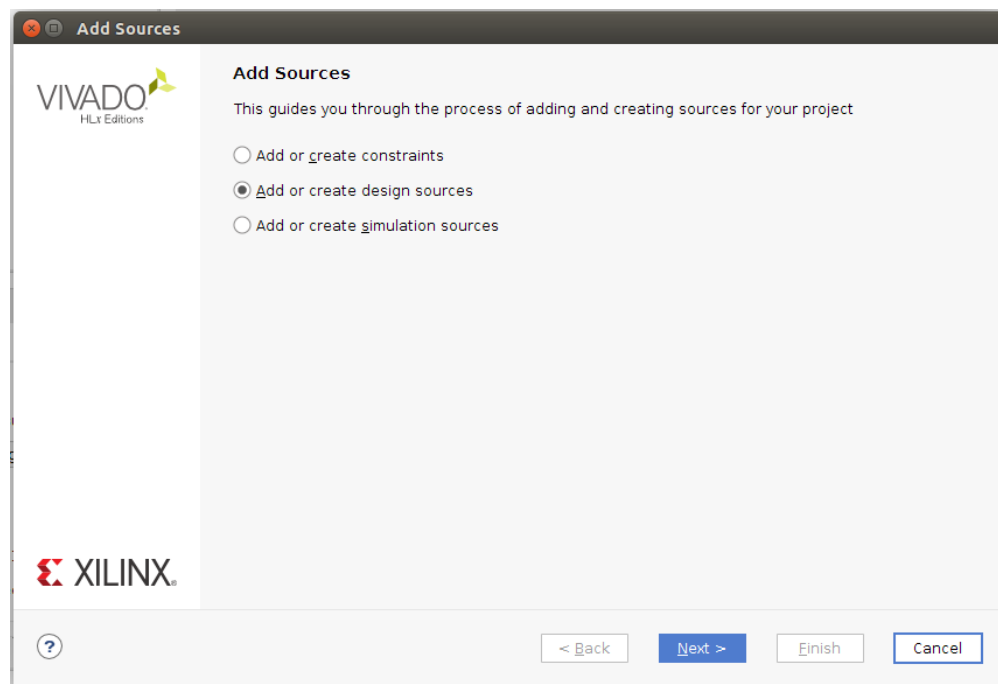 Add Sources
VIVADO
HLx Editions
Add Sources
This guides you through the process of adding and creating sources for your project
Add or create constraints
Add or create design sources
Add or create simulation sources
XILINX
?
< Back
Next >
Finish
Cancel